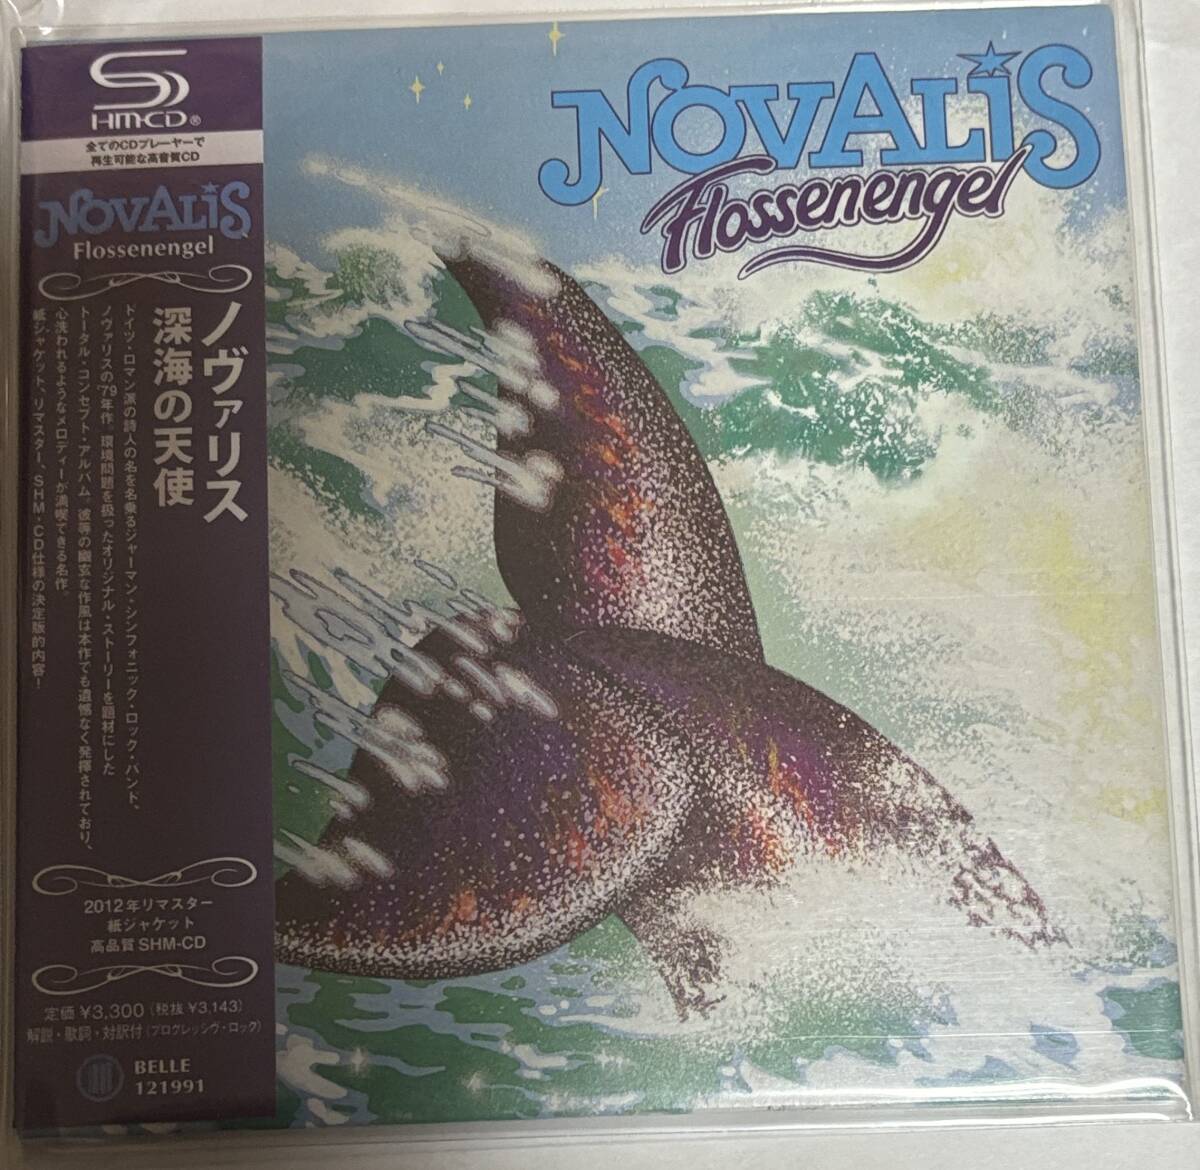 SHM-CD®
全てのCDプレーヤーで
再生可能な高音質CD
NOVALiS
Flossenengel
ノヴァリス
深海の天使
ドイツ・ロマン派の詩人の名を名乗るジャーマン・シンフォニック・ロック・バンド、
ノヴァリスの'79年作。環境問題を扱ったオリジナル・ストーリーを題材にした
トータル・コンセプト・アルバム。彼等の幽玄な作風は本作でも遺憾なく発揮されており、
心洗われるようなメロディーが満喫できる名作。
紙ジャケット、リマスター、SHM-CD仕様の決定版的内容!
2012年リマスター
紙ジャケット
高品質SHM-CD
定価 ¥3,300 (税抜 ¥3,143)
解説・歌詞・対訳付(プログレッシヴ・ロック)
BELLE
121991
NOVALiS
Flossenengel